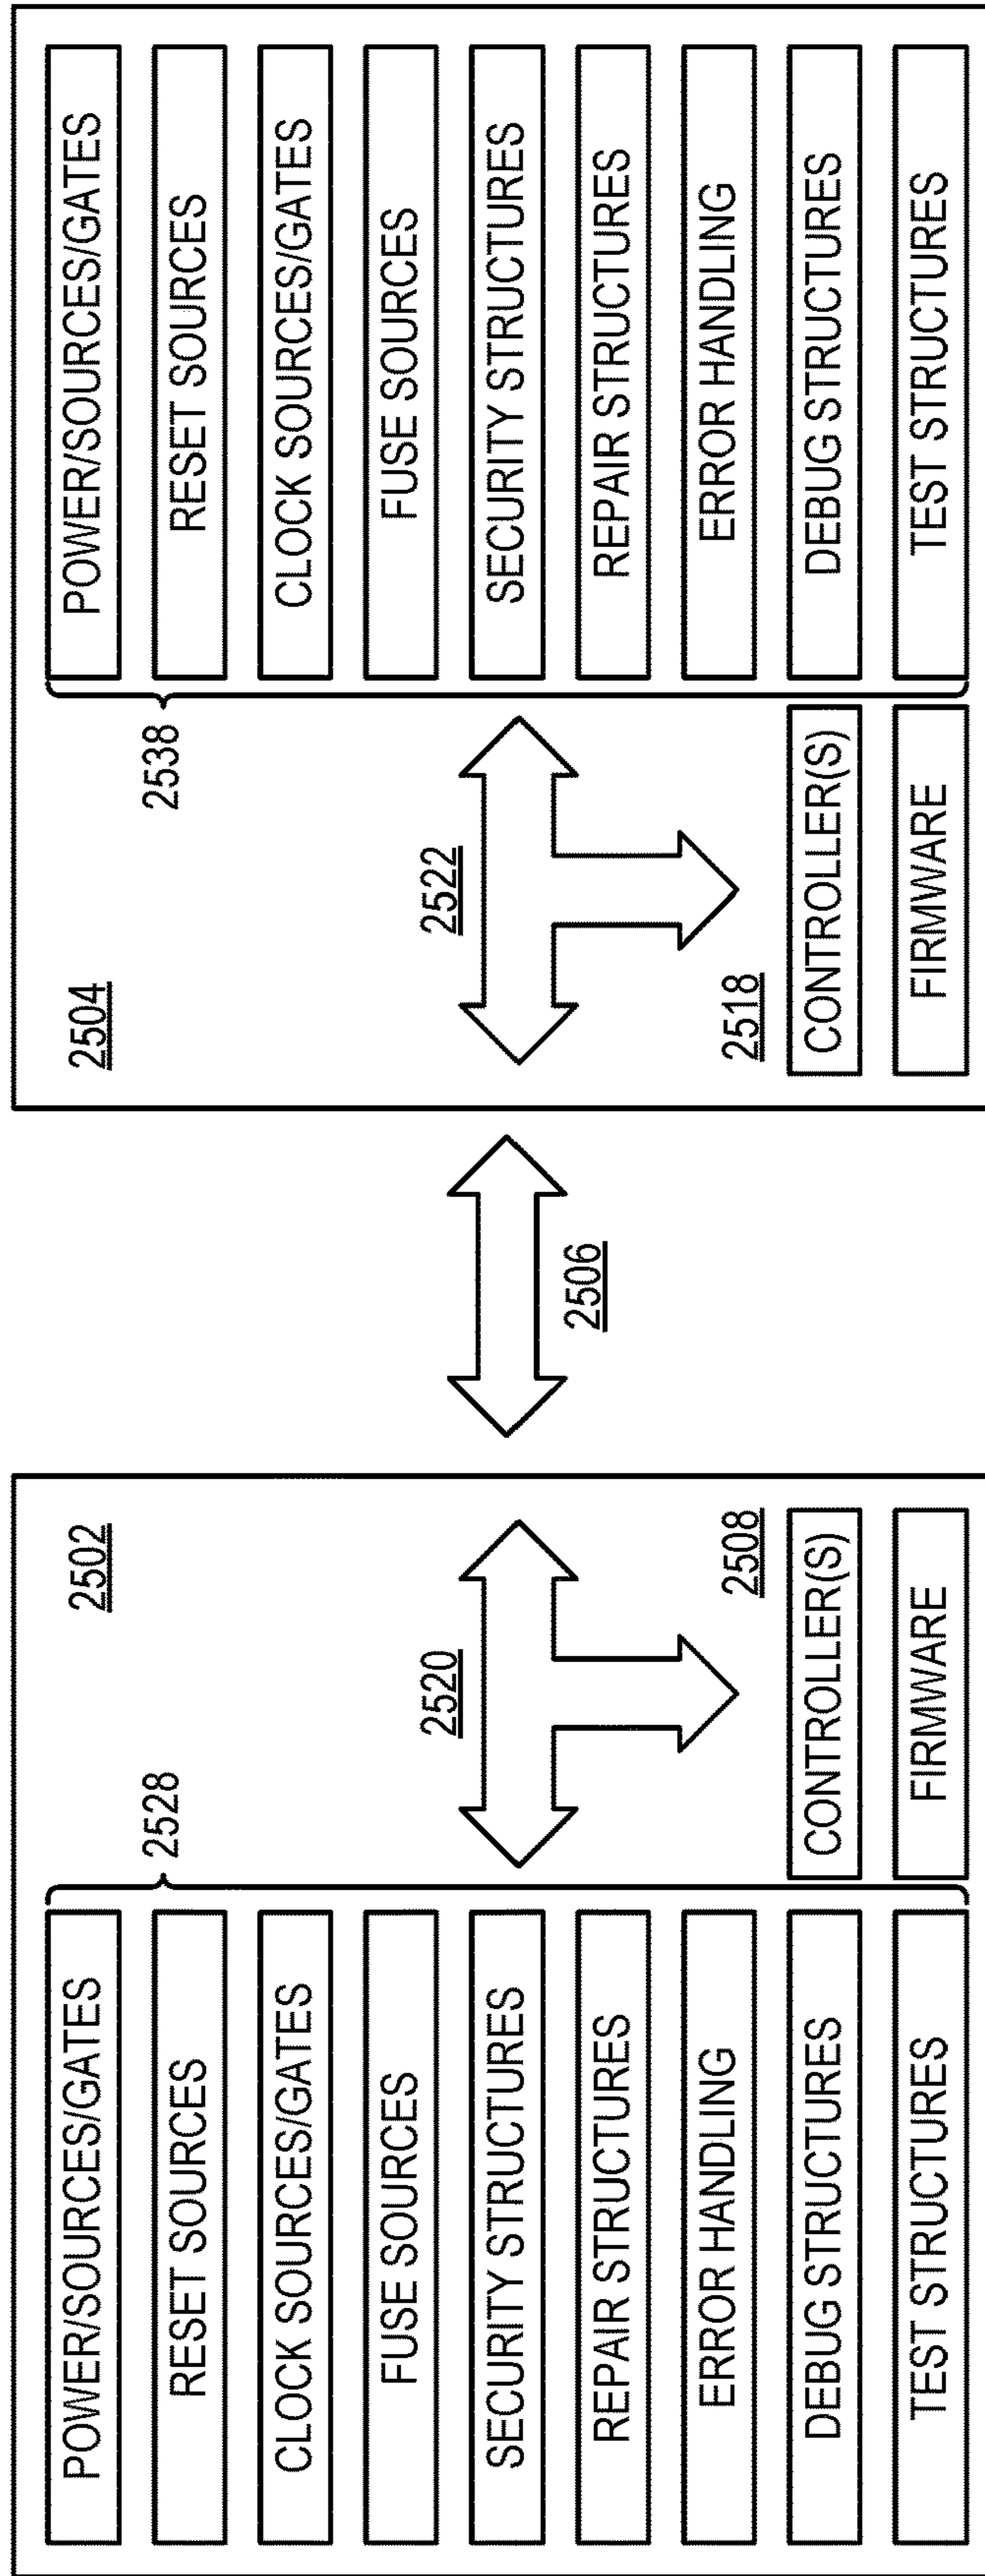 POWER/SOURCES/GATES
RESET SOURCES
CLOCK SOURCES/GATES
FUSE SOURCES
SECURITY STRUCTURES
REPAIR STRUCTURES
ERROR HANDLING
DEBUG STRUCTURES
TEST STRUCTURES
2528
2502
2520
2508
CONTROLLER(S)
FIRMWARE
2506
2504
2538
2522
2518
CONTROLLER(S)
FIRMWARE
POWER/SOURCES/GATES
RESET SOURCES
CLOCK SOURCES/GATES
FUSE SOURCES
SECURITY STRUCTURES
REPAIR STRUCTURES
ERROR HANDLING
DEBUG STRUCTURES
TEST STRUCTURES